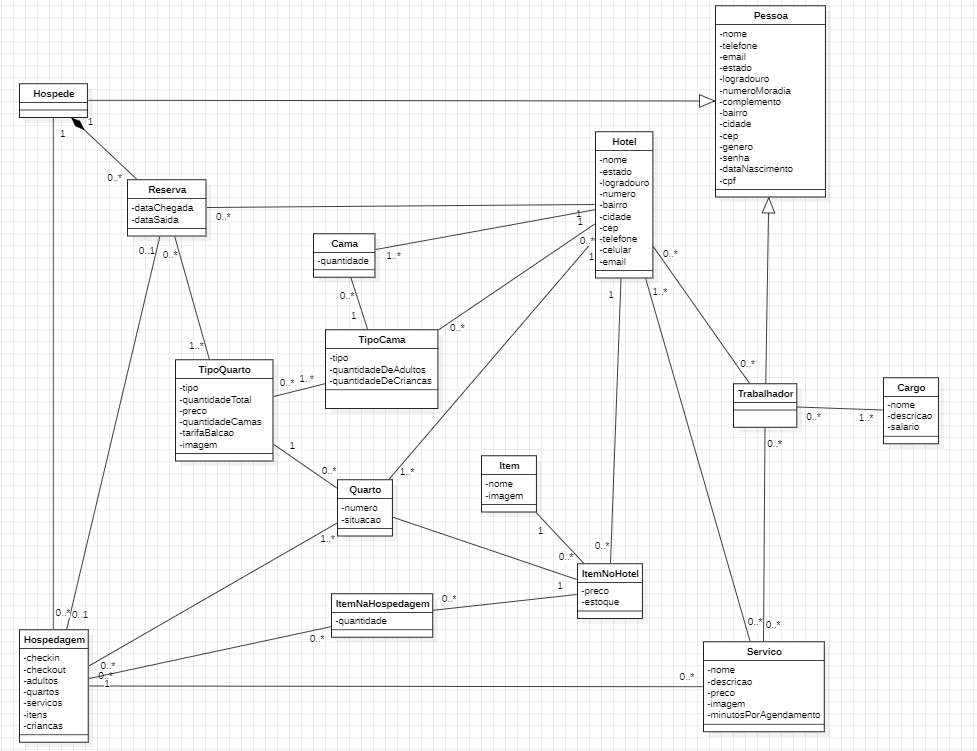 Pessoa
-nome
-telefone
-email
-estado
-logradouro
-numeroMoradia
-complemento
-bairro
-cidade
-cep
-genero
-senha
-dataNascimento
-cpf
Hospede
1
1
0..*
Reserva
-dataChegada
-dataSaida
0..*
0..1
0..*
Hotel
-nome
-estado
-logradouro
-numero
-bairro
-cidade
-cep
-telefone
-celular
-email
1
1
0..*
1
0..*
1
1..*
Cama
-quantidade
1..*
0..*
1
TipoCama
-tipo
-quantidadeDeAdultos
-quantidadeDeCriancas
0..*
1..*
TipoQuarto
-tipo
-quantidadeTotal
-preco
-quantidadeCamas
-tarifaBalcao
-imagem
0..*
1..*
1
0..*
Quarto
-numero
-situacao
1..*
1..*
0..*
Trabalhador
0..*
0..*
1..*
Cargo
-nome
-descricao
-salario
Item
-nome
-imagem
1
0..*
0..*
ItemNoHotel
-preco
-estoque
1
0..*
ItemNaHospedagem
-quantidade
0..*
0..*
0..1
Hospedagem
-checkin
-checkout
-adultos
-quartos
-servicos
-itens
-criancas
0..*
0..*
1
0..*
0..*
0..*
Servico
-nome
-descricao
-preco
-imagem
-minutosPorAgendamento